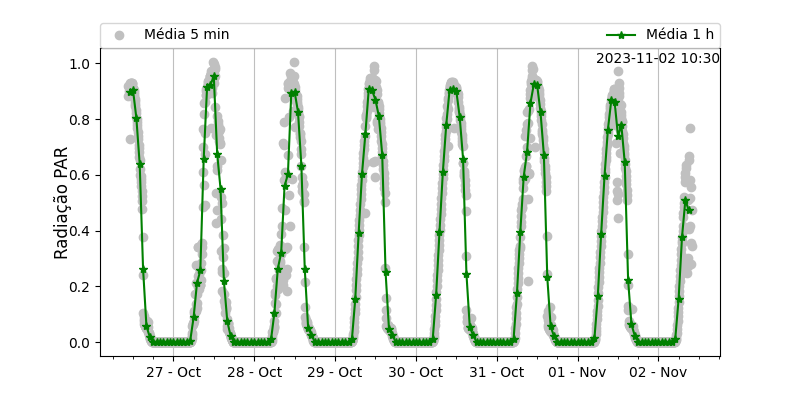 Média 5 min
Média 1 h
2023-11-02 10:30
Radiação PAR
1.0
0.8
0.6
0.4
0.2
0.0
27 - Oct
28 - Oct
29 - Oct
30 - Oct
31 - Oct
01 - Nov
02 - Nov